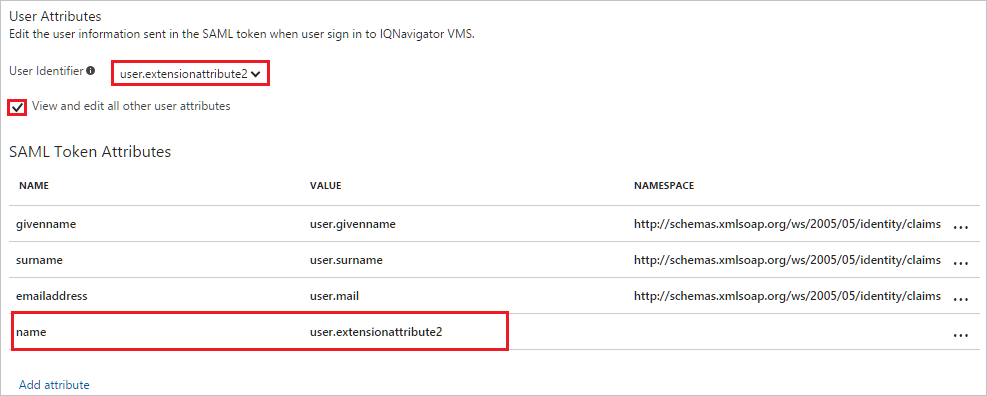 User Attributes
Edit the user information sent in the SAML token when user sign in to IQNavigator VMS.
User Identifier user.extensionattribute2
View and edit all other user attributes
SAML Token Attributes
NAME VALUE NAMESPACE
givenname user.givenname http://schemas.xmlsoap.org/ws/2005/05/identity/claims ...
surname user.surname http://schemas.xmlsoap.org/ws/2005/05/identity/claims ...
emailaddress user.mail http://schemas.xmlsoap.org/ws/2005/05/identity/claims ...
name user.extensionattribute2 ...
Add attribute